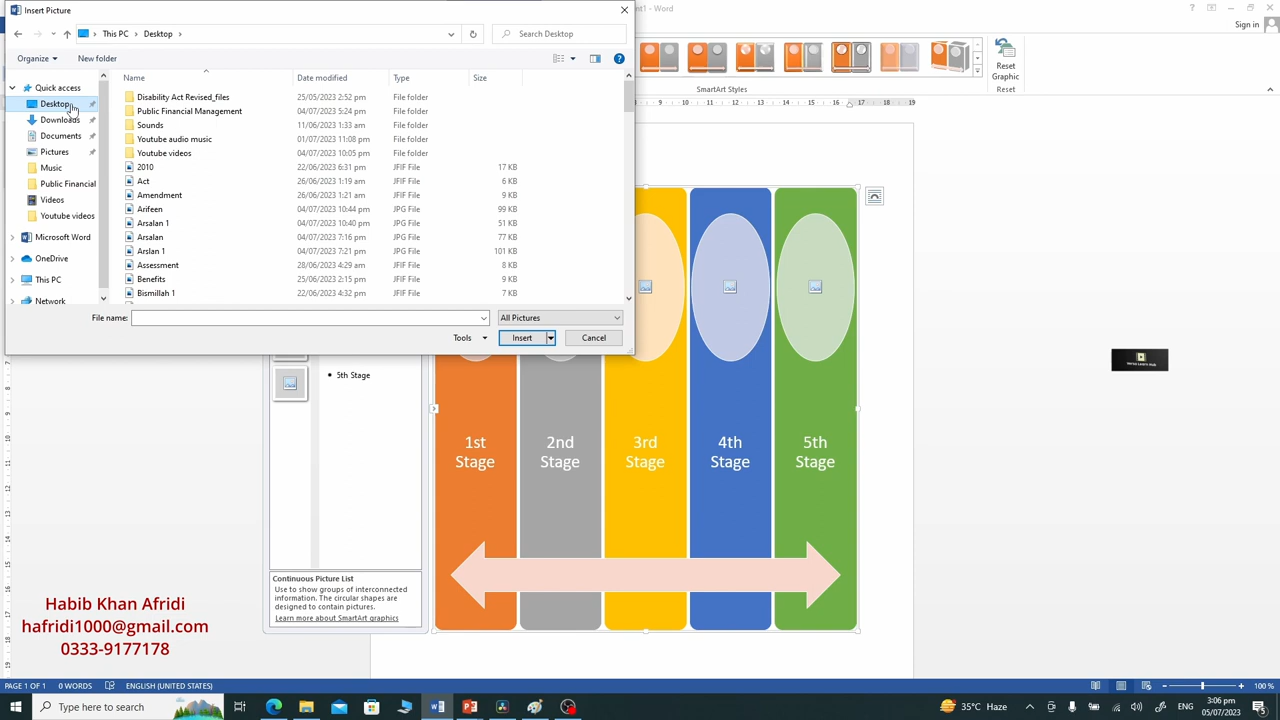 Insert Picture
ent1 - Word
Sign in
This PC
Desktop
Search Desktop
Organize
New folder
Reset
Graphic
Reset
SmartArt Styles
Quick access
Desktop
Downloads
Documents
Pictures
Music
Public Financial
Videos
Youtube videos
Microsoft Word
OneDrive
This PC
Network
Name Date modified Type Size
Disability Act Revised_files 25/05/2023 2:52 pm File folder
Public Financial Management 04/07/2023 5:24 pm File folder
Sounds 11/06/2023 1:33 am File folder
Youtube audio music 01/07/2023 11:08 pm File folder
Youtube videos 04/07/2023 10:05 pm File folder
2010 22/06/2023 6:31 pm JFIF File 17 KB
Act 26/06/2023 1:19 am JFIF File 6 KB
Amendment 26/06/2023 1:21 am JFIF File 9 KB
Arifeen 04/07/2023 10:44 pm JPG File 99 KB
Arsalan 1 04/07/2023 10:40 pm JPG File 51 KB
Arsalan 04/07/2023 7:16 pm JPG File 77 KB
Arslan 1 04/07/2023 7:21 pm JPG File 101 KB
Assessment 28/06/2023 4:29 am JFIF File 8 KB
Benefits 25/06/2023 2:15 pm JFIF File 9 KB
Bismillah 1 22/06/2023 4:32 pm JFIF File 7 KB
File name:
All Pictures
Tools
Insert
Cancel
8 9 10 11 12 13 14 15 16 17 18 19
5th Stage
1st
Stage
2nd
Stage
3rd
Stage
4th
Stage
5th
Stage
Continuous Picture List
Use to show groups of interconnected
information. The circular shapes are
designed to contain pictures.
Learn more about SmartArt graphics
Habib Khan Afridi
hafridi1000@gmail.com
0333-9177178
PAGE 1 OF 1
0 WORDS
ENGLISH (UNITED STATES)
100 %
Type here to search
35°C Haze
3:06 pm
05/07/2023